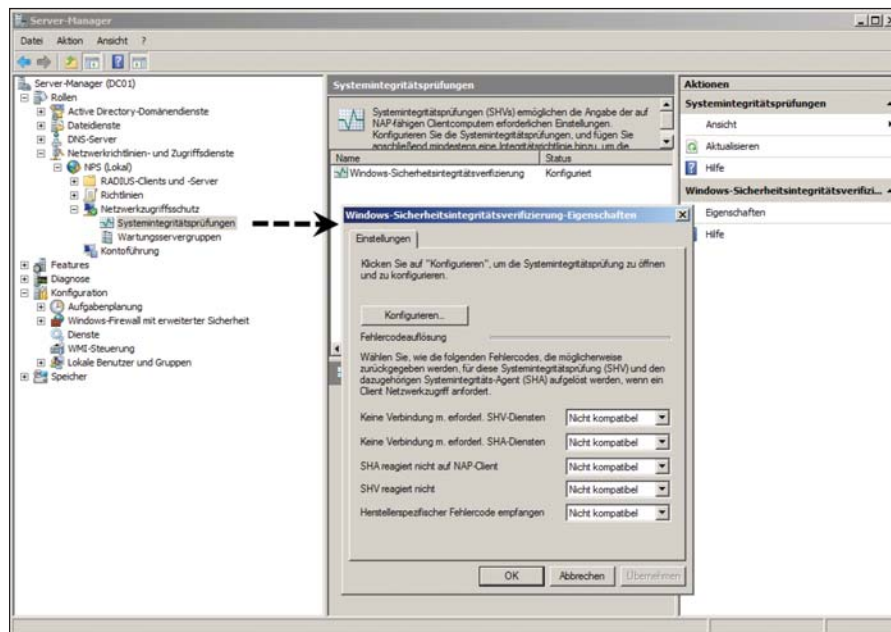 Server-Manager
Datei Aktion Ansicht ?
Server-Manager (DC01)
Rollen
Active Directory-Domänendienste
Dateidienste
DNS-Server
Netzwerkrichtlinien- und Zugriffsdienste
NPS (Lokal)
RADIUS-Clients und -Server
Richtlinien
Netzwerkzugriffsschutz
Systemintegritätsprüfungen
Wartungsservergruppen
Kontoführung
Features
Diagnose
Konfiguration
Aufgabenplanung
Windows-Firewall mit erweiterter Sicherheit
Dienste
WMI-Steuerung
Lokale Benutzer und Gruppen
Speicher
Systemintegritätsprüfungen
Systemintegritätsprüfungen (SHVs) ermöglichen die Angabe der auf
NAP-fähigen Clientcomputern erforderlichen Einstellungen.
Konfigurieren Sie die Systemintegritätsprüfungen, und fügen Sie
anschließend mindestens eine Integritätsrichtlinie hinzu, um die
Name Status
Windows-Sicherheitsintegritätsverifizierung Konfiguriert
Windows-Sicherheitsintegritätsverifizierung-Eigenschaften
Einstellungen
Klicken Sie auf "Konfigurieren", um die Systemintegritätsprüfung zu öffnen
und zu konfigurieren.
Konfigurieren...
Fehlercodeauflösung
Wählen Sie, wie die folgenden Fehlercodes, die möglicherweise
zurückgegeben werden, für diese Systemintegritätsprüfung (SHV) und den
dazugehörigen Systemintegritäts-Agent (SHA) aufgelöst werden, wenn ein
Client Netzwerkzugriff anfordert.
Keine Verbindung m. erforderl. SHV-Diensten Nicht kompatibel
Keine Verbindung m. erforderl. SHA-Diensten Nicht kompatibel
SHA reagiert nicht auf NAP-Client Nicht kompatibel
SHV reagiert nicht Nicht kompatibel
Herstellerspezifischer Fehlercode empfangen Nicht kompatibel
OK Abbrechen Übernehmen
Aktionen
Systemintegritätsprüfungen
Ansicht
Aktualisieren
Hilfe
Windows-Sicherheitsintegritätsverifizi...
Eigenschaften
Hilfe